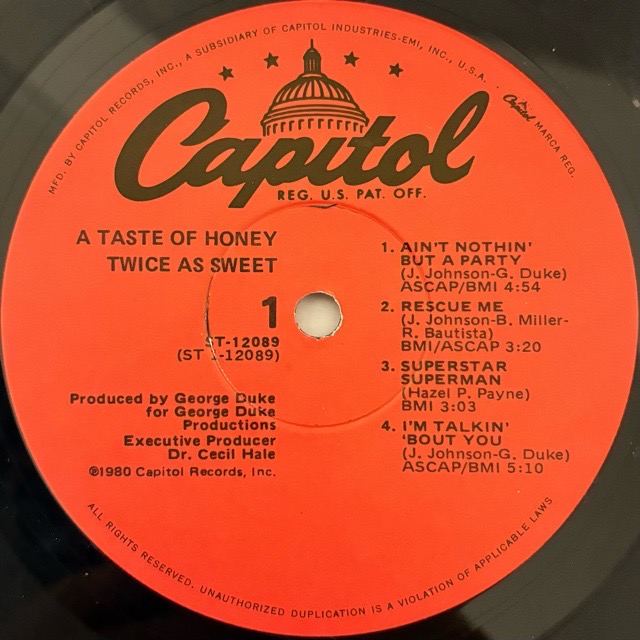 MFD. BY CAPITOL RECORDS, INC., A SUBSIDIARY OF CAPITOL INDUSTRIES-EMI, INC., U.S.A.
Capitol MARCA REG.
Capitol
REG. U.S. PAT. OFF.
A TASTE OF HONEY
TWICE AS SWEET
1
ST-12089
(ST 1-12089)
Produced by George Duke
for George Duke
Productions
Executive Producer
Dr. Cecil Hale
℗1980 Capitol Records, Inc.
1. AIN'T NOTHIN'
BUT A PARTY
(J. Johnson-G. Duke)
ASCAP/BMI 4:54
2. RESCUE ME
(J. Johnson-B. Miller-
R. Bautista)
BMI/ASCAP 3:20
3. SUPERSTAR
SUPERMAN
(Hazel P. Payne)
BMI 3:03
4. I'M TALKIN'
'BOUT YOU
(J. Johnson-G. Duke)
ASCAP/BMI 5:10
ALL RIGHTS RESERVED. UNAUTHORIZED DUPLICATION IS A VIOLATION OF APPLICABLE LAWS